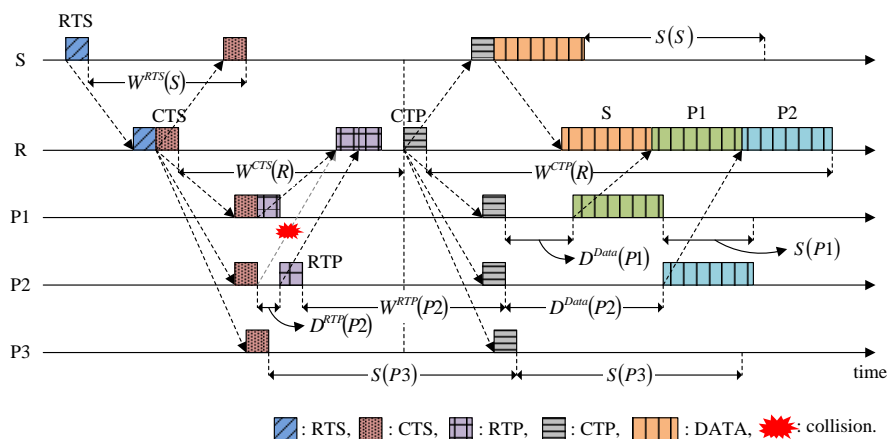 RTS
S
W^{RTS}(S)
S(S)
CTS
CTP
S
P1
P2
R
W^{CTS}(R)
W^{CTP}(R)
P1
D^{Data}(P1)
S(P1)
RTP
P2
D^{RTP}(P2)
W^{RTP}(P2)
D^{Data}(P2)
P3
S(P3)
S(P3)
time
: RTS, : CTS, : RTP, : CTP, : DATA, : collision.